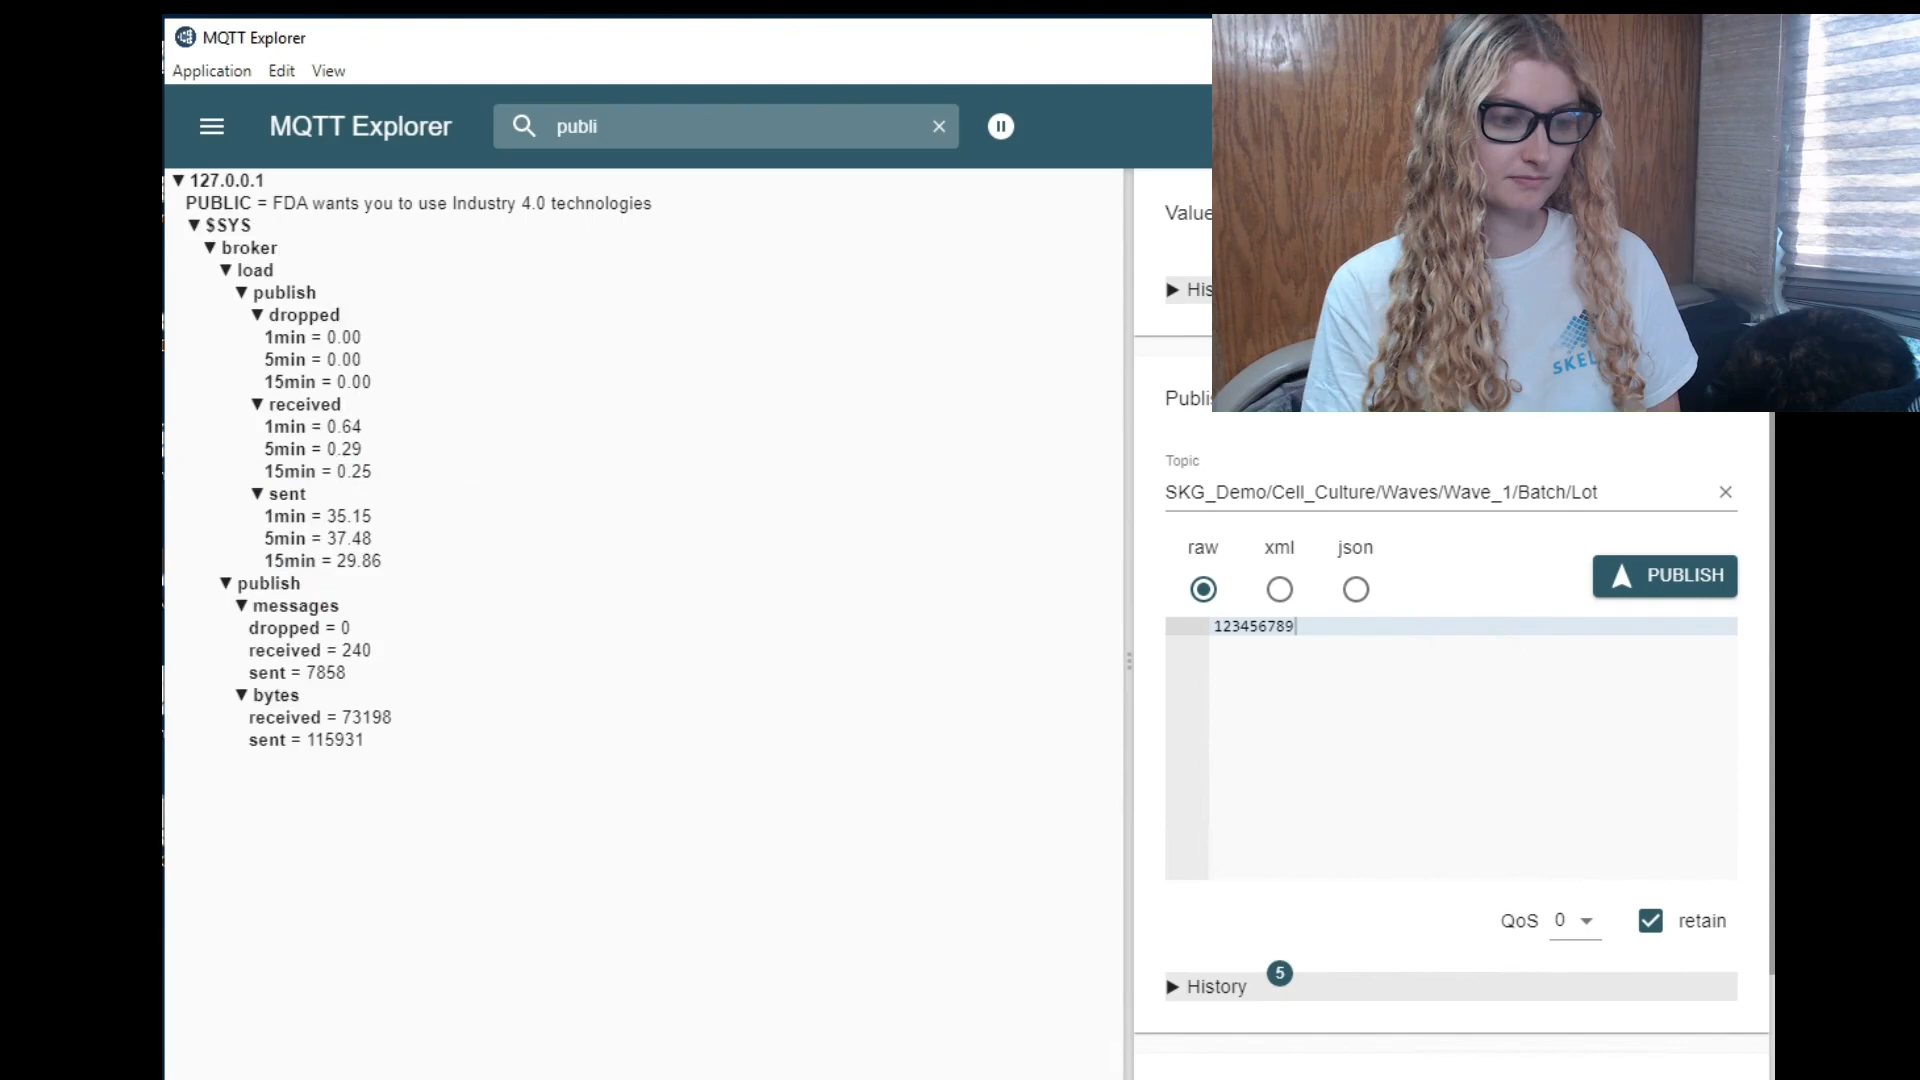 MQTT Explorer
Application Edit View
MQTT Explorer
publi
127.0.0.1
PUBLIC = FDA wants you to use Industry 4.0 technologies
$SYS
broker
load
publish
dropped
1min = 0.00
5min = 0.00
15min = 0.00
received
1min = 0.64
5min = 0.29
15min = 0.25
sent
1min = 35.15
5min = 37.48
15min = 29.86
publish
messages
dropped = 0
received = 240
sent = 7858
bytes
received = 73198
sent = 115931
Value
His
Publis
Topic
SKG_Demo/Cell_Culture/Waves/Wave_1/Batch/Lot
raw xml json
PUBLISH
123456789
QoS 0 retain
History 5
SKEL